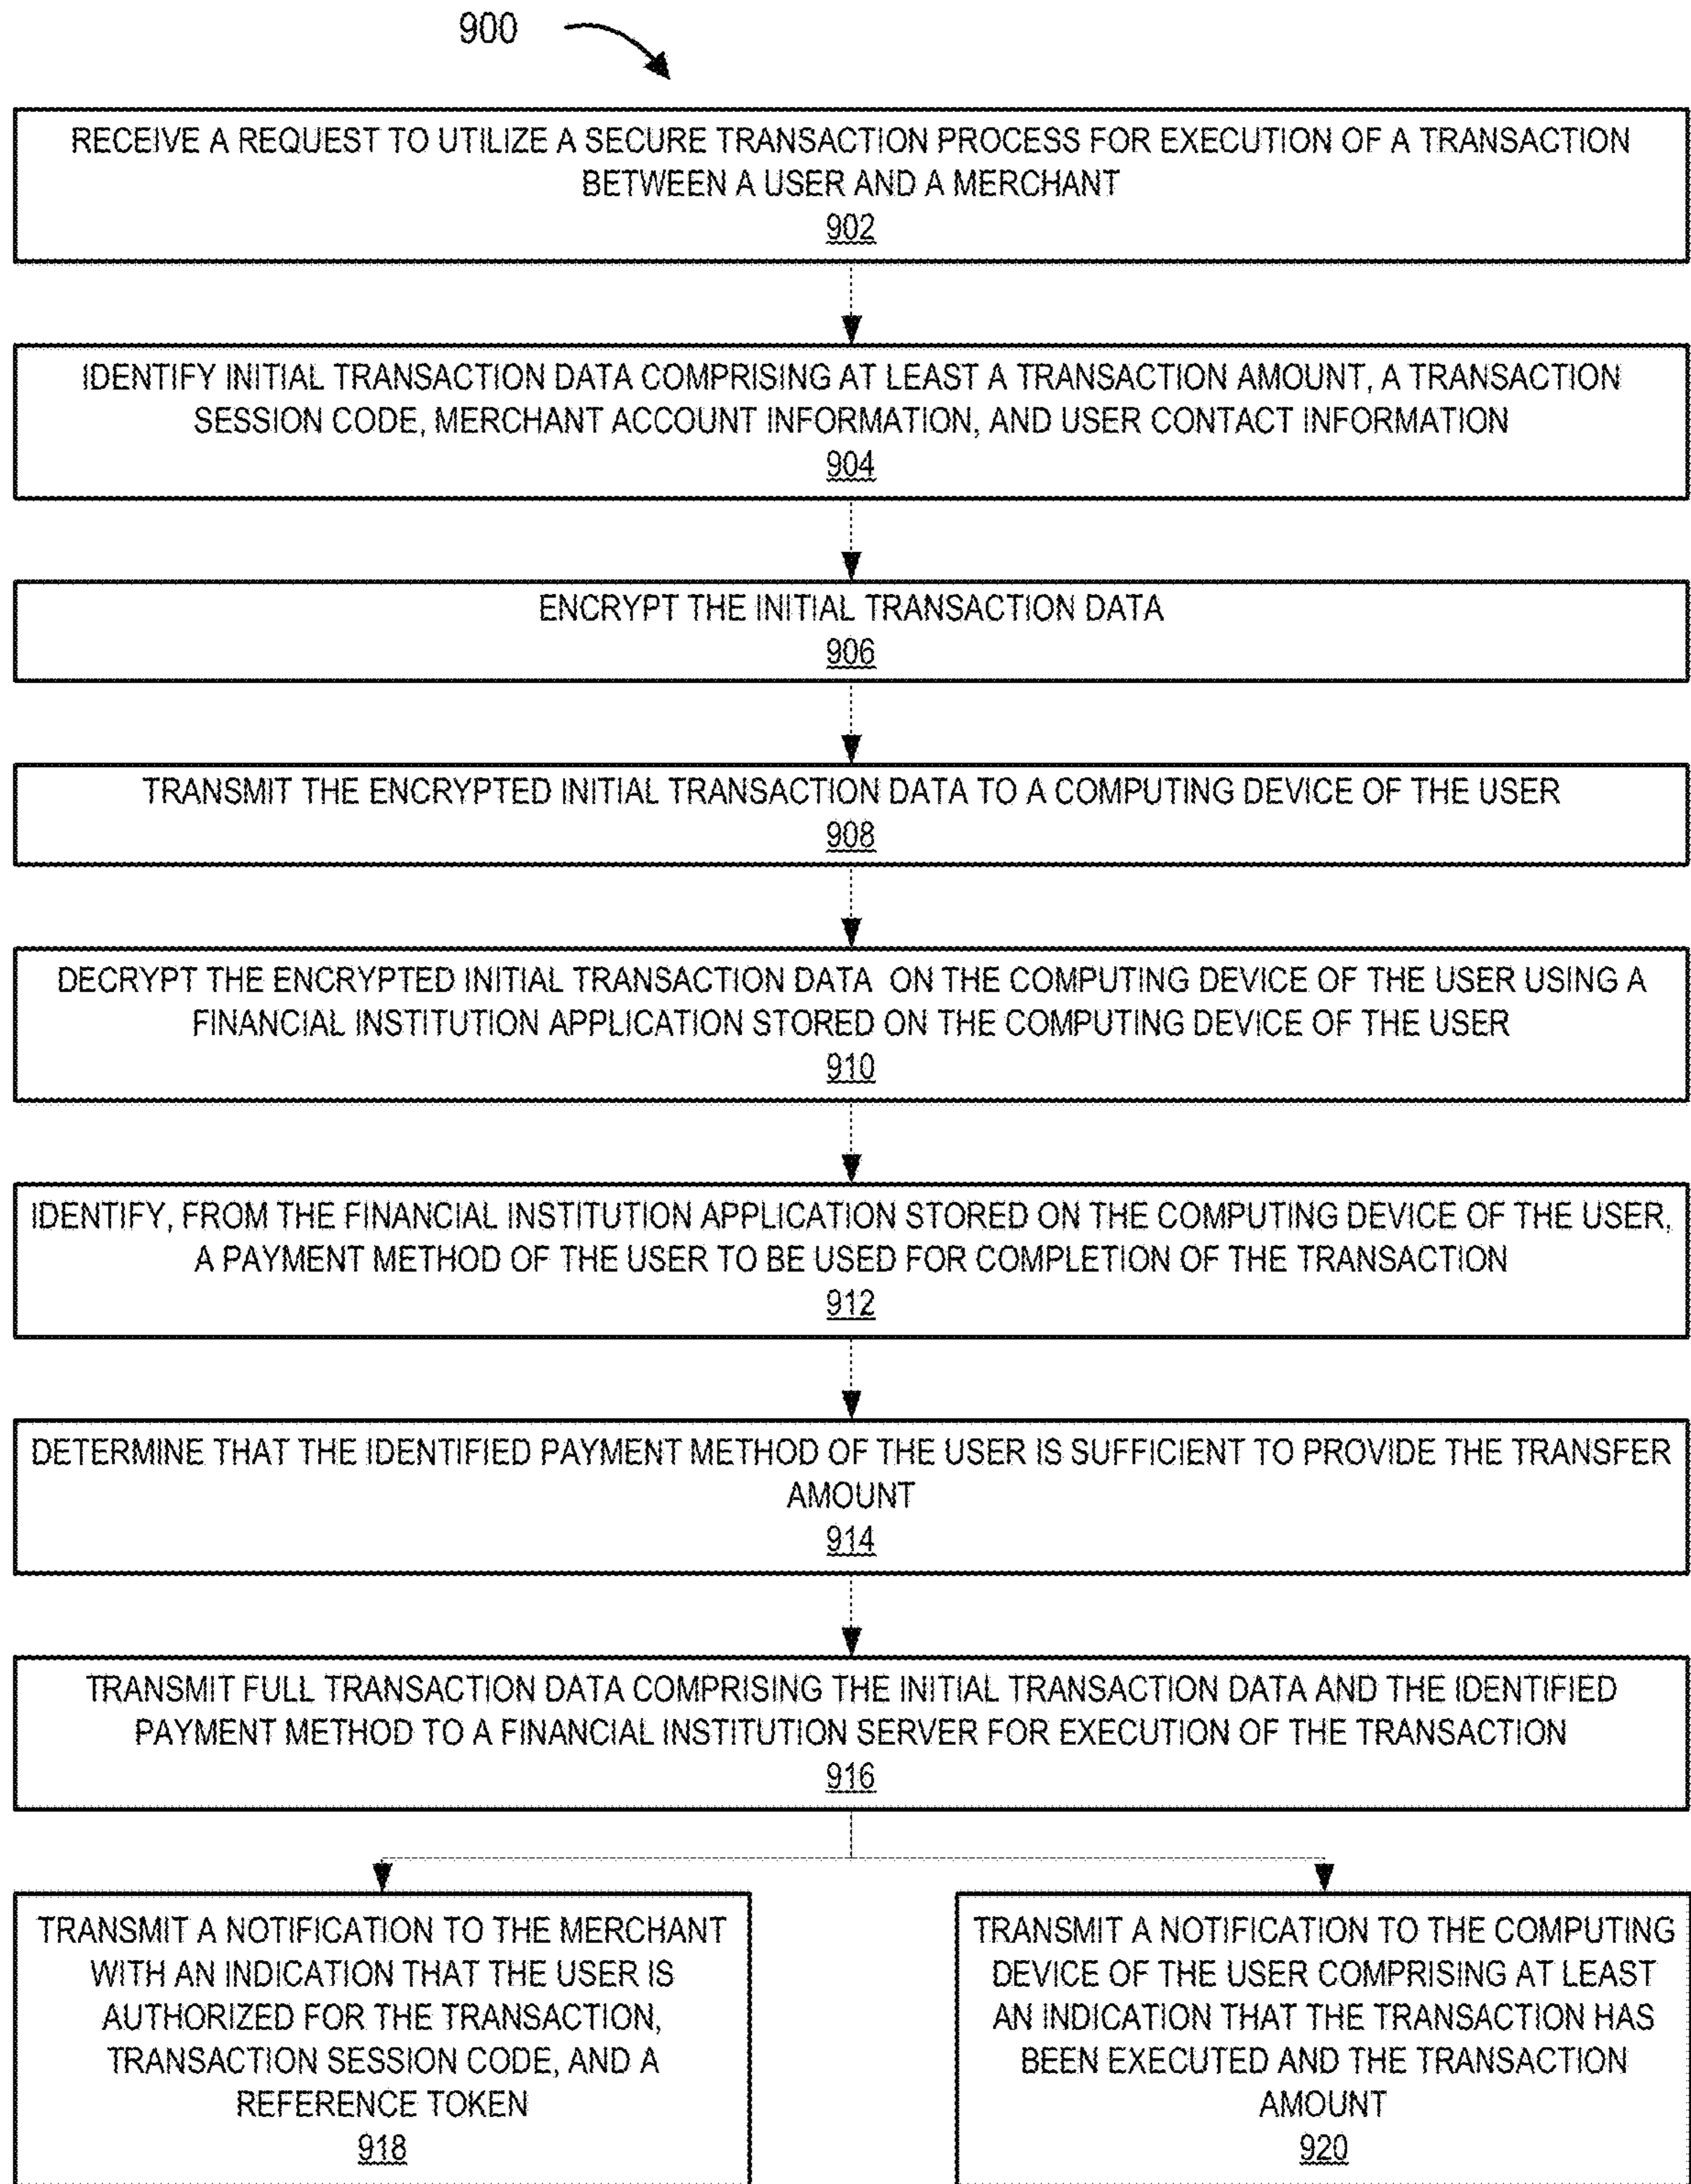 900
RECEIVE A REQUEST TO UTILIZE A SECURE TRANSACTION PROCESS FOR EXECUTION OF A TRANSACTION
BETWEEN A USER AND A MERCHANT
902
IDENTIFY INITIAL TRANSACTION DATA COMPRISING AT LEAST A TRANSACTION AMOUNT, A TRANSACTION
SESSION CODE, MERCHANT ACCOUNT INFORMATION, AND USER CONTACT INFORMATION
904
ENCRYPT THE INITIAL TRANSACTION DATA
906
TRANSMIT THE ENCRYPTED INITIAL TRANSACTION DATA TO A COMPUTING DEVICE OF THE USER
908
DECRYPT THE ENCRYPTED INITIAL TRANSACTION DATA ON THE COMPUTING DEVICE OF THE USER USING A
FINANCIAL INSTITUTION APPLICATION STORED ON THE COMPUTING DEVICE OF THE USER
910
IDENTIFY, FROM THE FINANCIAL INSTITUTION APPLICATION STORED ON THE COMPUTING DEVICE OF THE USER,
A PAYMENT METHOD OF THE USER TO BE USED FOR COMPLETION OF THE TRANSACTION
912
DETERMINE THAT THE IDENTIFIED PAYMENT METHOD OF THE USER IS SUFFICIENT TO PROVIDE THE TRANSFER
AMOUNT
914
TRANSMIT FULL TRANSACTION DATA COMPRISING THE INITIAL TRANSACTION DATA AND THE IDENTIFIED
PAYMENT METHOD TO A FINANCIAL INSTITUTION SERVER FOR EXECUTION OF THE TRANSACTION
916
TRANSMIT A NOTIFICATION TO THE MERCHANT
WITH AN INDICATION THAT THE USER IS
AUTHORIZED FOR THE TRANSACTION,
TRANSACTION SESSION CODE, AND A
REFERENCE TOKEN
918
TRANSMIT A NOTIFICATION TO THE COMPUTING
DEVICE OF THE USER COMPRISING AT LEAST
AN INDICATION THAT THE TRANSACTION HAS
BEEN EXECUTED AND THE TRANSACTION
AMOUNT
920